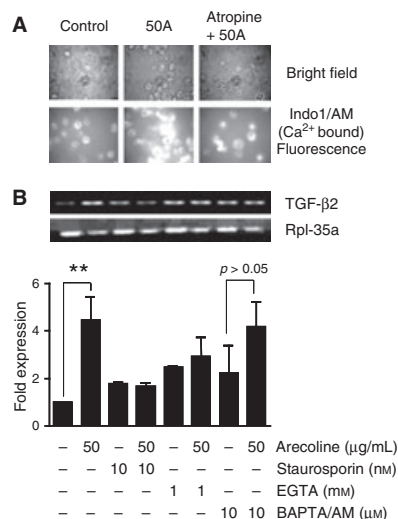 A
Control 50A Atropine + 50A
Bright field
Indo1/AM
(Ca²⁺ bound)
Fluorescence
B
TGF-β2
Rpl-35a
Fold expression
6
4
2
0
**
p > 0.05
– 50 – 50 – 50 – 50 Arecoline (μg/mL)
– – 10 10 – – – – Staurosporin (nM)
– – – – 1 1 – – EGTA (mM)
– – – – – – 10 10 BAPTA/AM (μM)